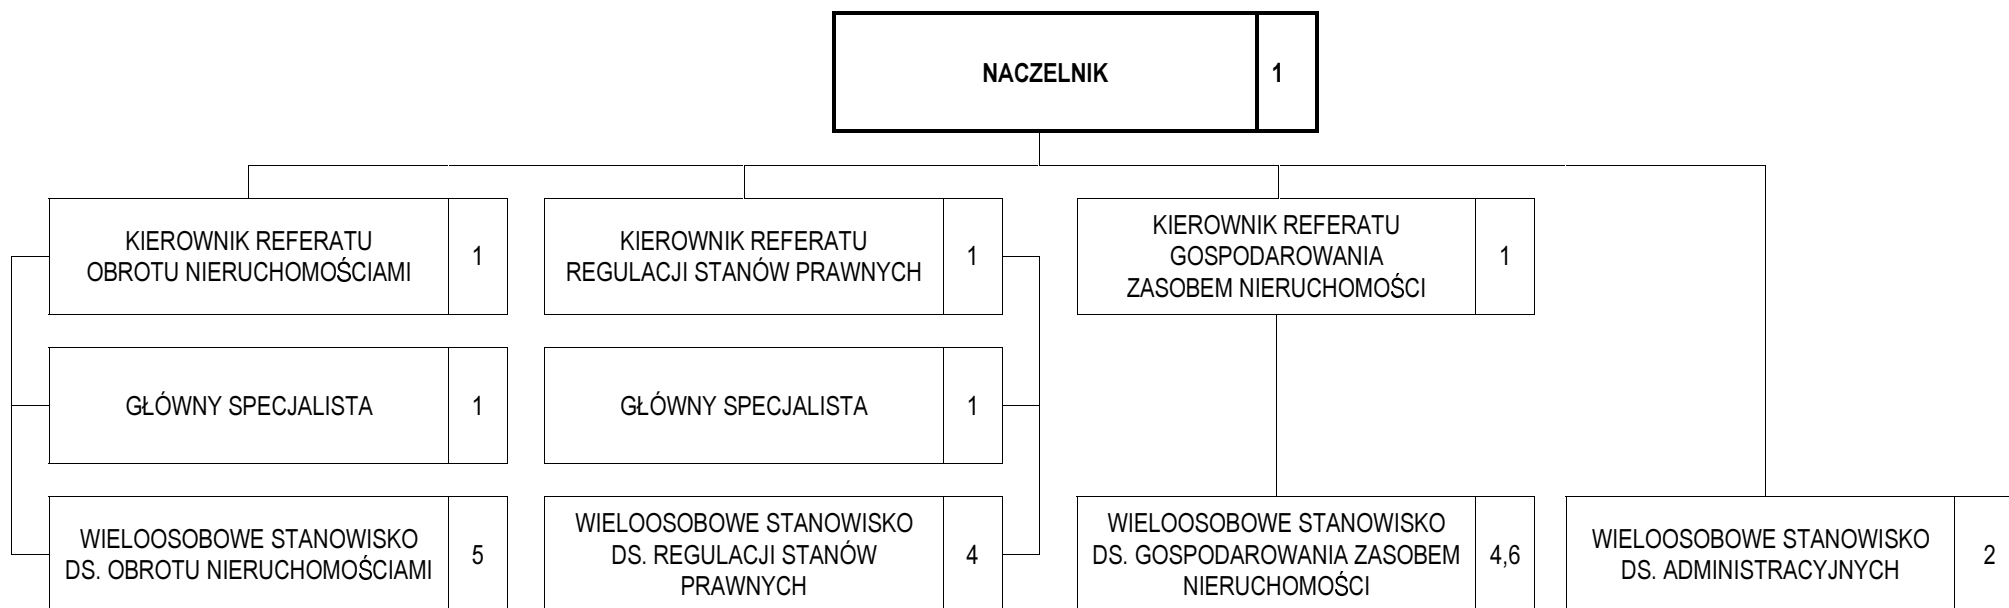 NACZELNIK 1
KIEROWNIK REFERATU
OBROTU NIERUCHOMOŚCIAMI
1
KIEROWNIK REFERATU
REGULACJI STANÓW PRAWNYCH
1
KIEROWNIK REFERATU
GOSPODAROWANIA
ZASOBEM NIERUCHOMOŚCI
1
GŁÓWNY SPECJALISTA 1
GŁÓWNY SPECJALISTA 1
WIELOOSOBOWE STANOWISKO
DS. OBROTU NIERUCHOMOŚCIAMI
5
WIELOOSOBOWE STANOWISKO
DS. REGULACJI STANÓW
PRAWNYCH
4
WIELOOSOBOWE STANOWISKO
DS. GOSPODAROWANIA ZASOBEM
NIERUCHOMOŚCI
4,6
WIELOOSOBOWE STANOWISKO
DS. ADMINISTRACYJNYCH
2